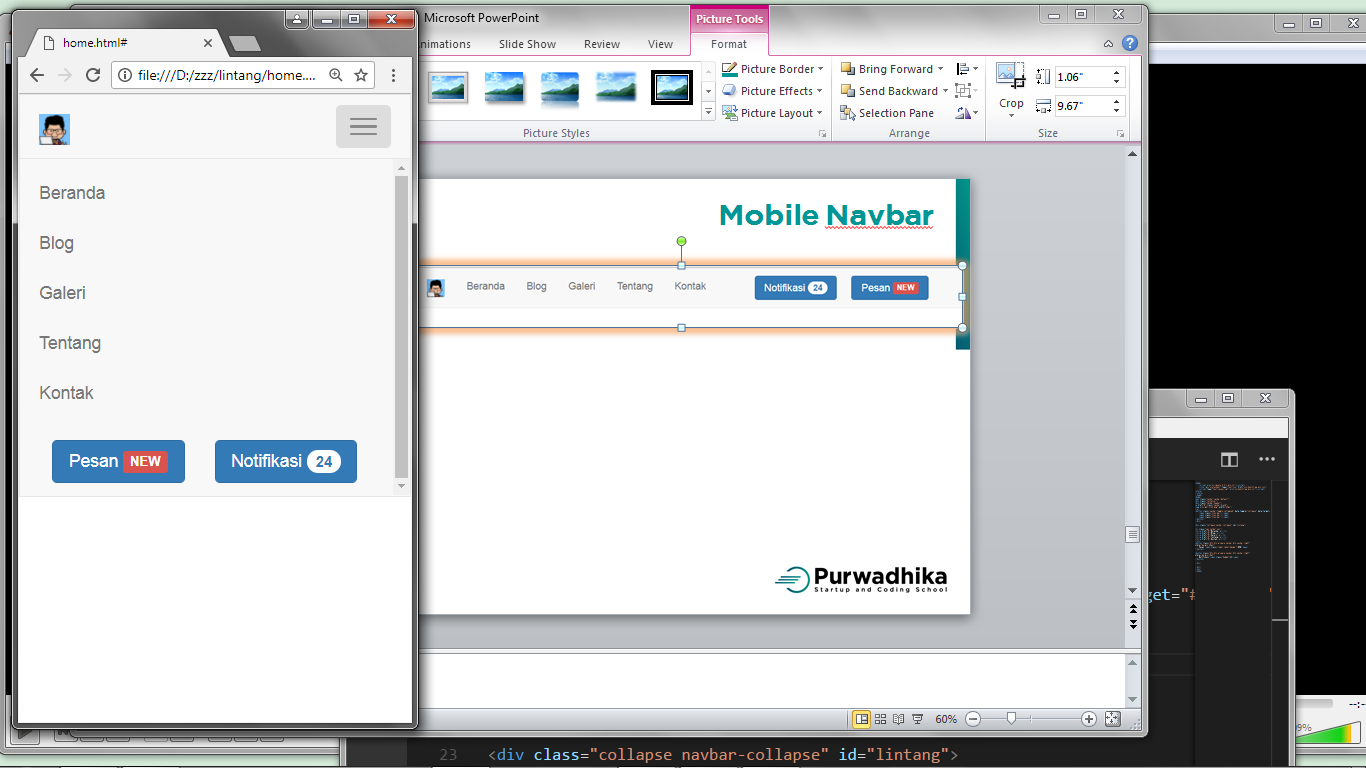 home.html#
file:///D:/zzz/lintang/home....
Beranda
Blog
Galeri
Tentang
Kontak
Pesan NEW
Notifikasi 24
Microsoft PowerPoint
Picture Tools
Animations
Slide Show
Review
View
Format
Picture Border
Picture Effects
Picture Layout
Picture Styles
Bring Forward
Send Backward
Selection Pane
Arrange
Crop
1.06"
9.67"
Size
Mobile Navbar
Beranda
Blog
Galeri
Tentang
Kontak
Notifikasi 24
Pesan NEW
Purwadhika
Startup and Coding School
60%
get="#
23 <div class="collapse navbar-collapse" id="lintang">